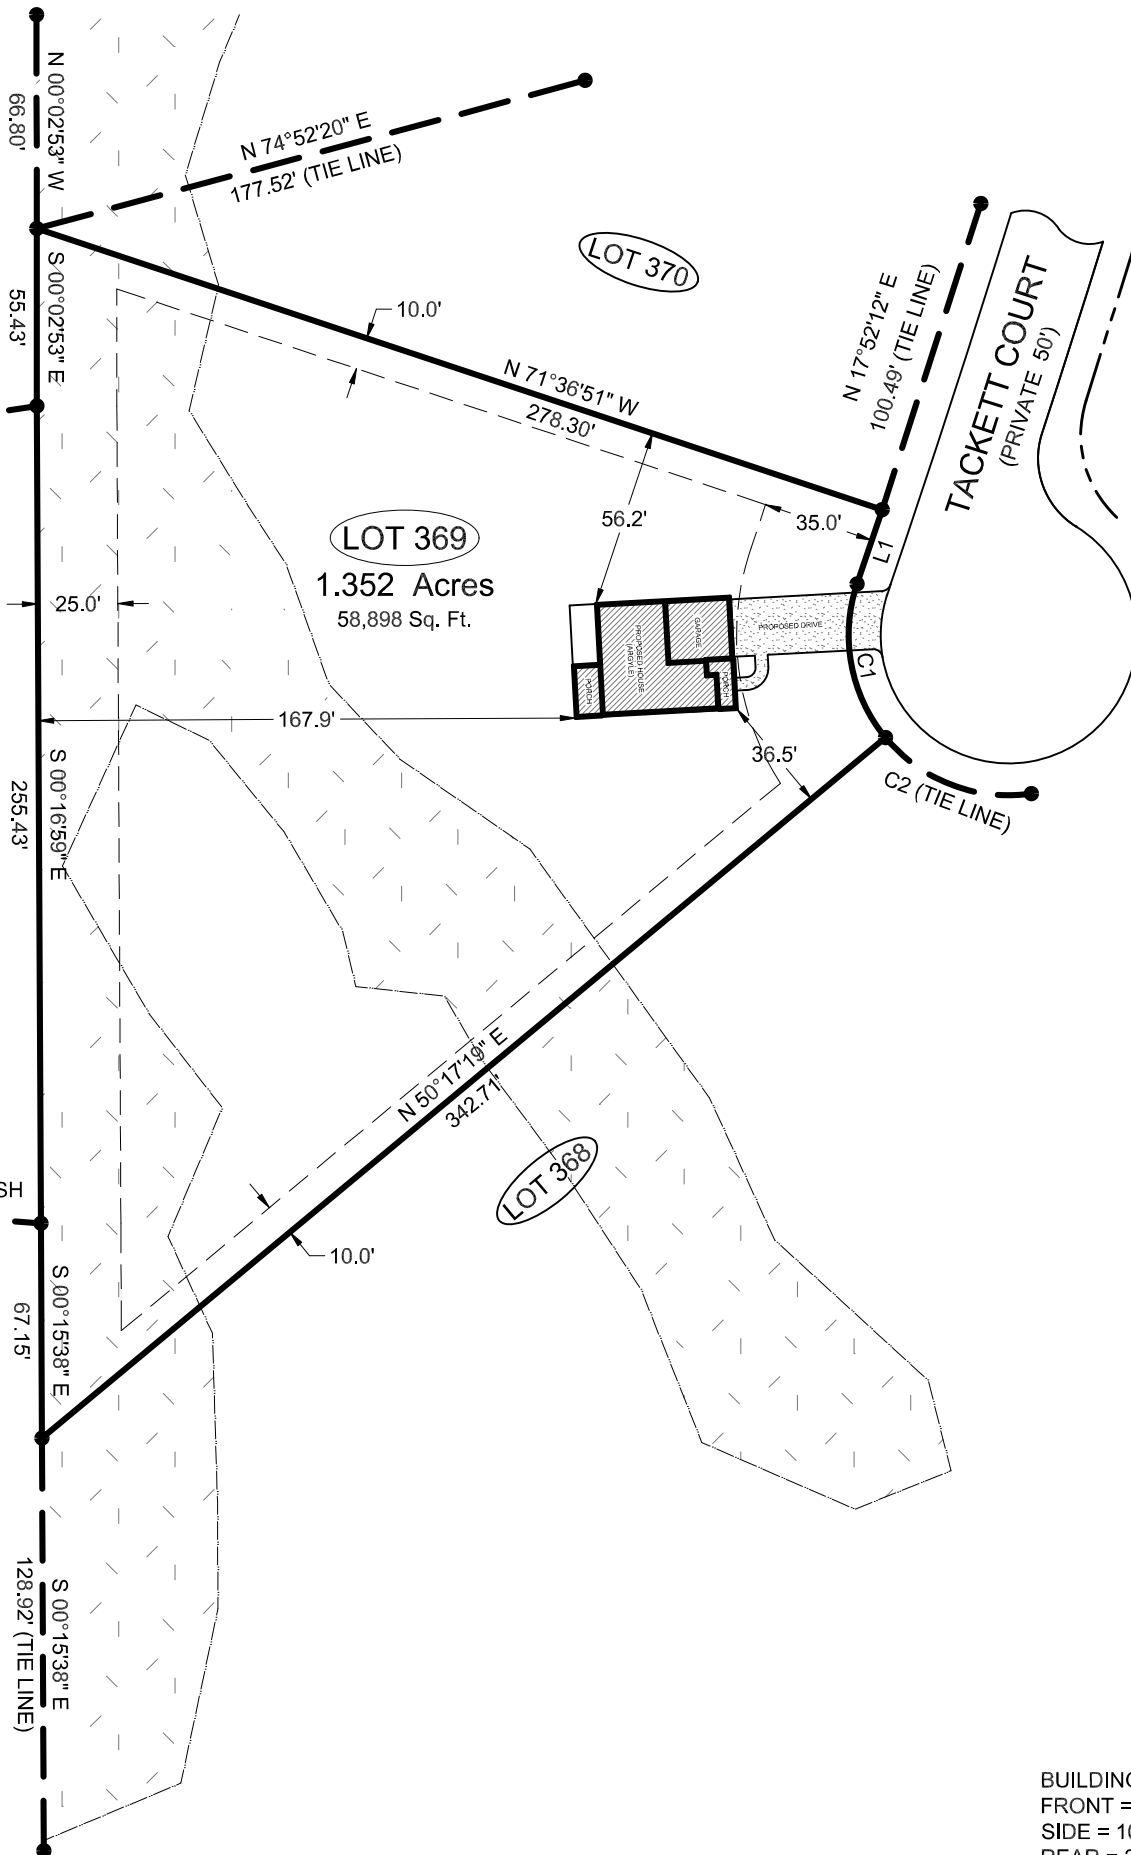 N 00°02'53" W
66.80'
N 74°52'20" E
177.52' (TIE LINE)
S 00°02'53" E
55.43'
LOT 370
10.0'
N 71°36'51" W
278.30'
N 17°52'12" E
100.49' (TIE LINE)
TACKETT COURT
(PRIVATE 50')
LOT 369
1.352 Acres
58,898 Sq. Ft.
56.2'
35.0'
L1
25.0'
PROPOSED HOUSE
(ARGYLE)
GARAGE
PORCH
PORCH
PROPOSED DRIVE
C1
167.9'
36.5'
C2 (TIE LINE)
S 00°16'59" E
255.43'
N 50°17'19" E
342.71'
LOT 368
SH
10.0'
S 00°15'38" E
67.15'
S 00°15'38" E
128.92' (TIE LINE)
BUILDING
FRONT =
SIDE = 10
REAR = 2